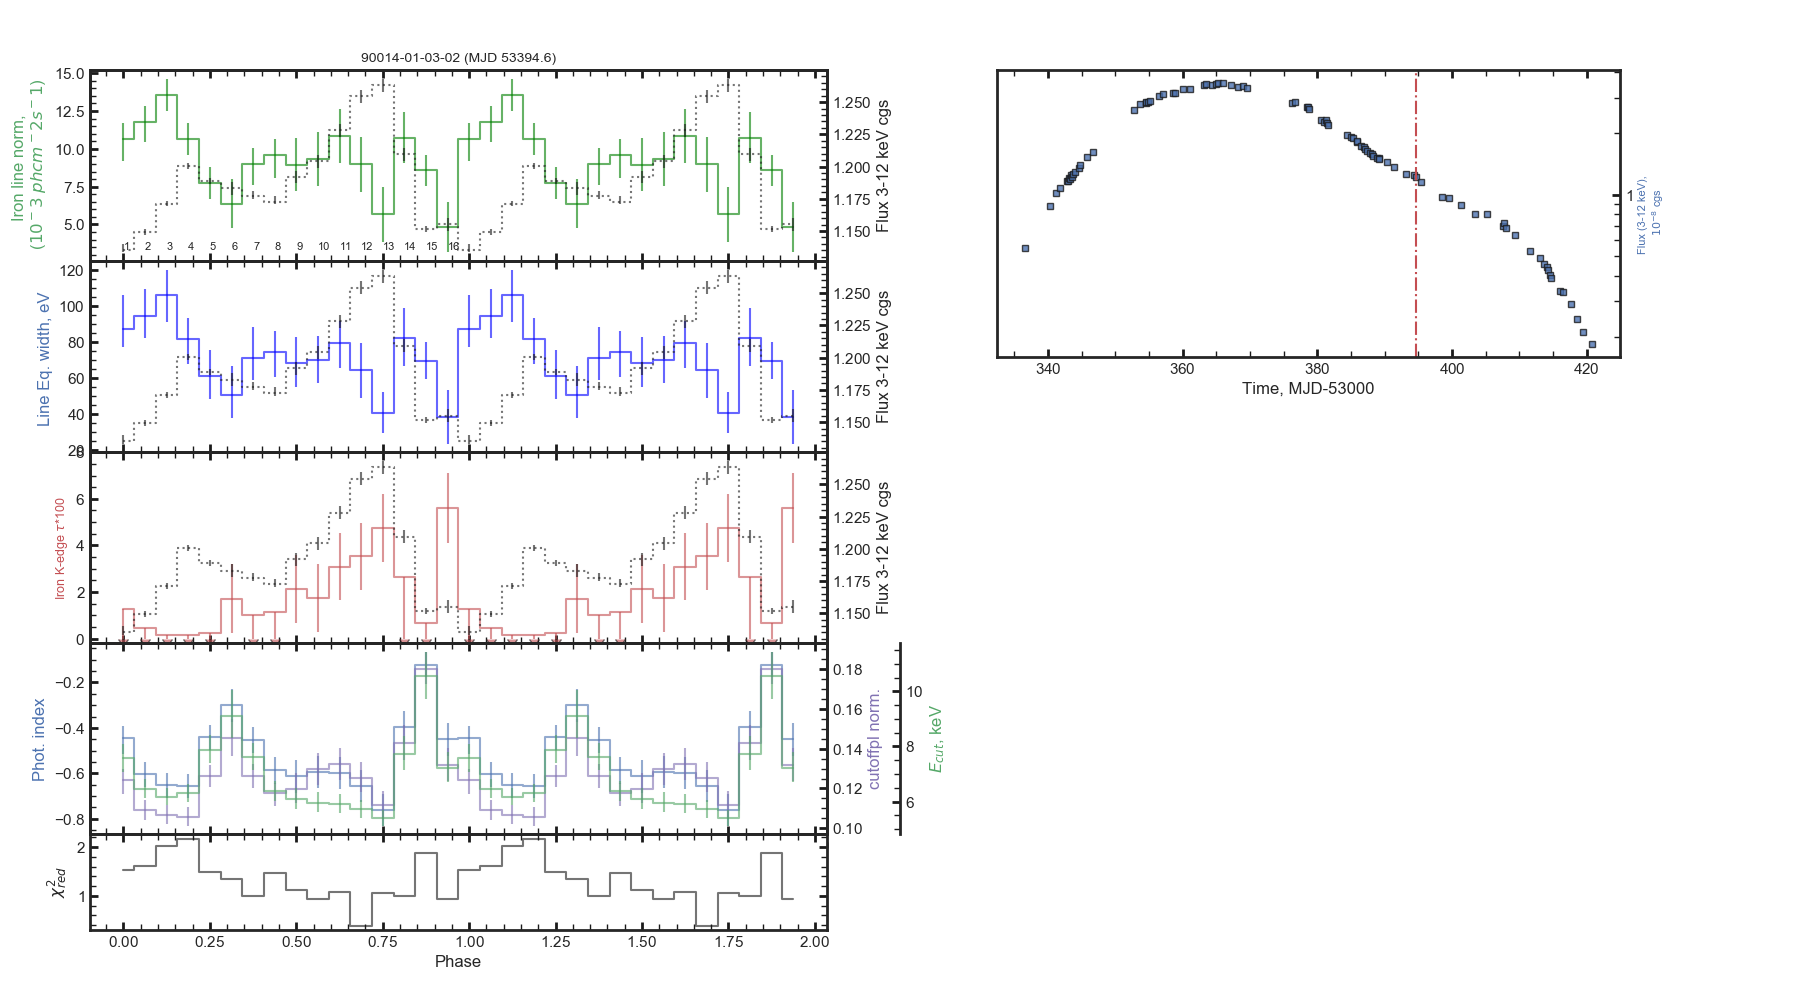 90014-01-03-02 (MJD 53394.6)
Iron line norm,
(10^−3 phcm^−2s^−1)
15.0
12.5
10.0
7.5
5.0
1 2 3 4 5 6 7 8 9 10 11 12 13 14 15 16
1.250
1.225
1.200
1.175
1.150
Flux 3-12 keV cgs
Line Eq. width, eV
120
100
80
60
40
20
1.250
1.225
1.200
1.175
1.150
Flux 3-12 keV cgs
Iron K-edge τ*100
8
6
4
2
0
1.250
1.225
1.200
1.175
1.150
Flux 3-12 keV cgs
Phot. index
−0.2
−0.4
−0.6
−0.8
0.18
0.16
0.14
0.12
0.10
cutoffpl norm.
10
8
6
E_cut, keV
χ²_red
2
1
0.00 0.25 0.50 0.75 1.00 1.25 1.50 1.75 2.00
Phase
1
Flux (3-12 keV),
10⁻⁸ cgs
340 360 380 400 420
Time, MJD-53000